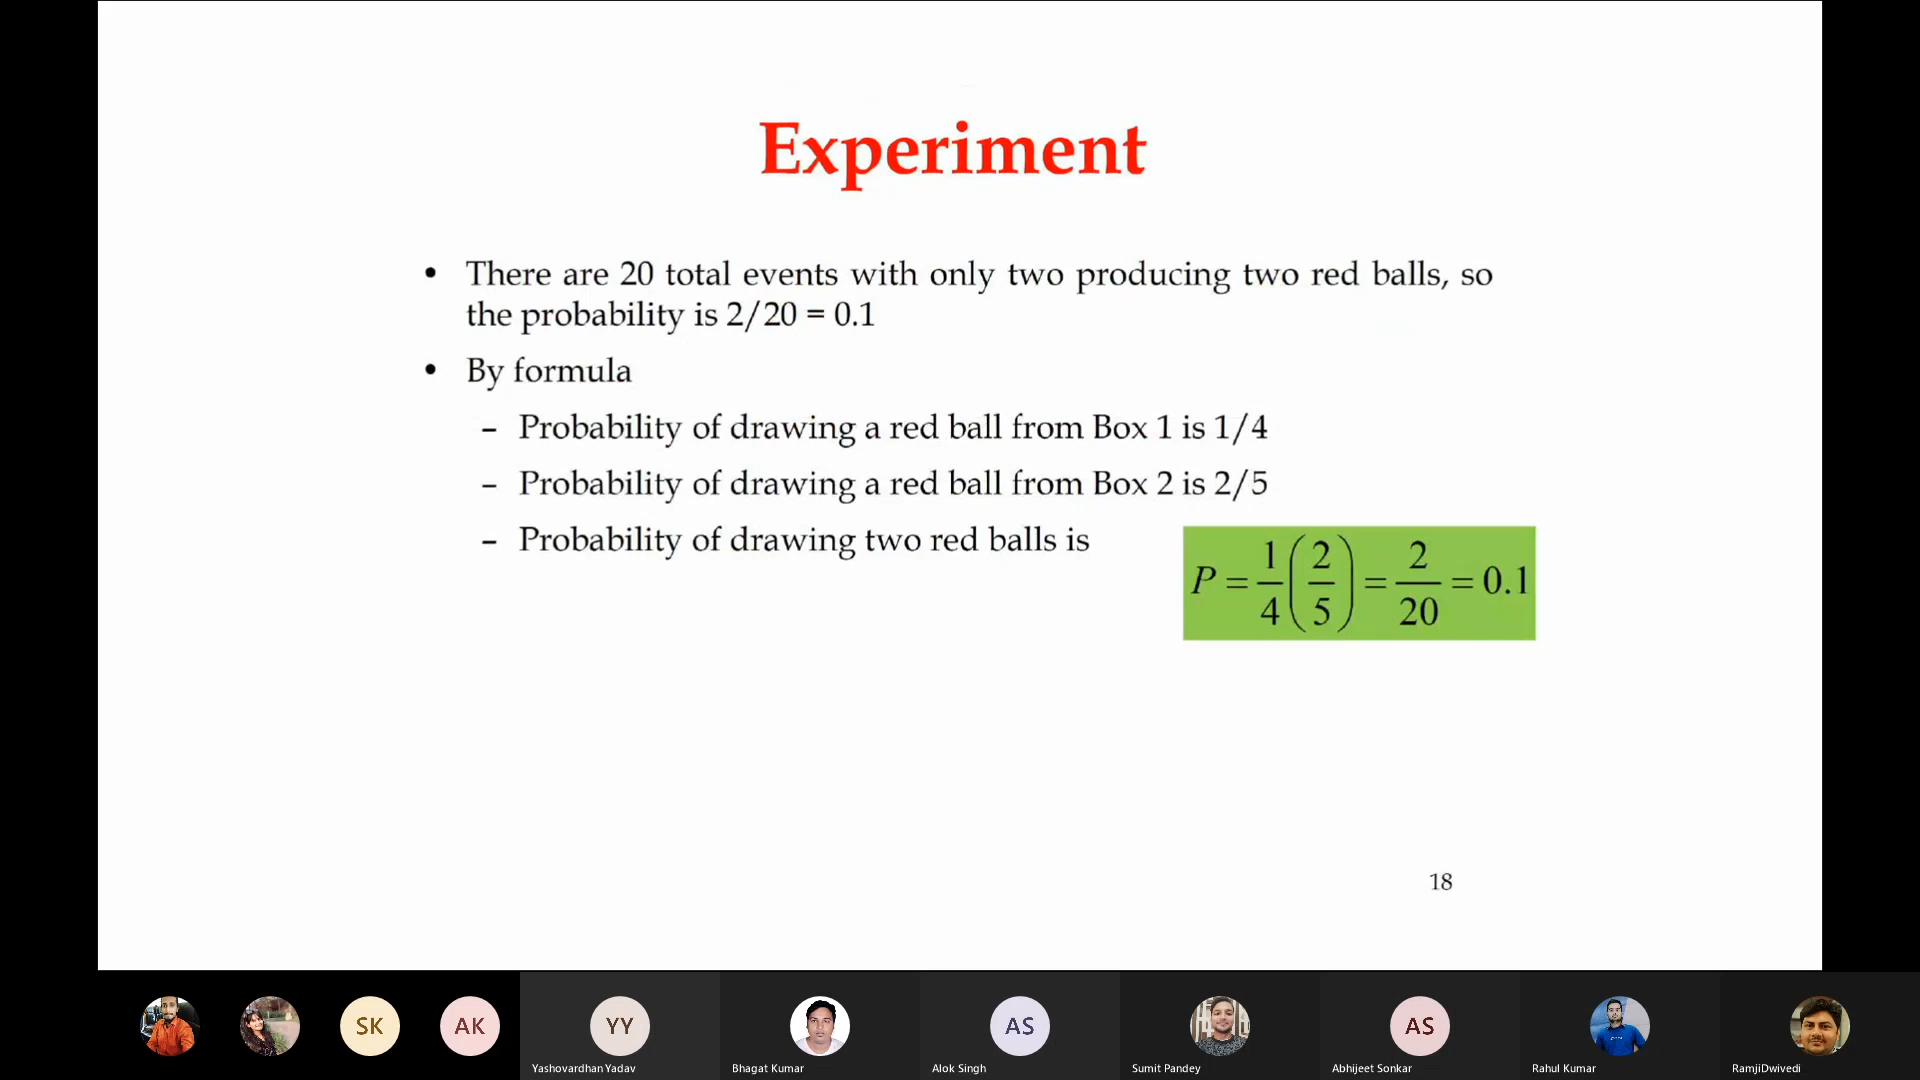 Experiment
• There are 20 total events with only two producing two red balls, so
the probability is 2/20 = 0.1
• By formula
– Probability of drawing a red ball from Box 1 is 1/4
– Probability of drawing a red ball from Box 2 is 2/5
– Probability of drawing two red balls is
P = 1/4 (2/5) = 2/20 = 0.1
18
SK
AK
YY
AS
AS
Yashovardhan Yadav
Bhagat Kumar
Alok Singh
Sumit Pandey
Abhijeet Sonkar
Rahul Kumar
RamjiDwivedi